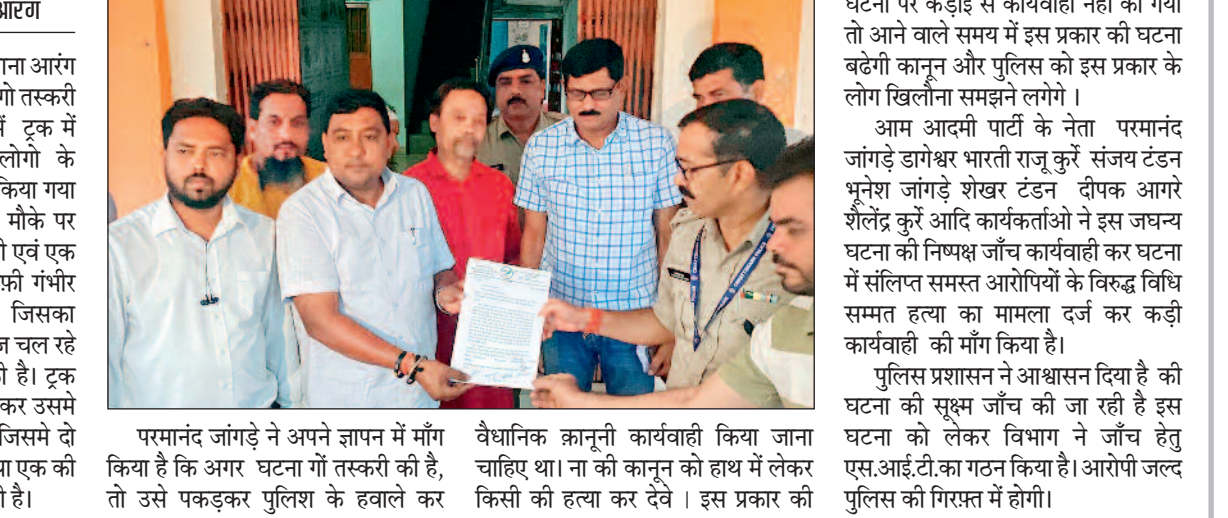 आरंग
ाना आरंग
गो तस्करी
में ट्रक में
लोगो के
किया गया
मौके पर
ी एवं एक
फ़ी गंभीर
जिसका
ज चल रहे
ी है। ट्रक
कर उसमे
जिसमे दो
या एक की
ी है।
परमानंद जांगड़े ने अपने ज्ञापन में माँग
किया है कि अगर घटना गों तस्करी की है,
तो उसे पकड़कर पुलिश के हवाले कर
वैधानिक क़ानूनी कार्यवाही किया जाना
चाहिए था। ना की कानून को हाथ में लेकर
किसी की हत्या कर देवे । इस प्रकार की
घटना पर कड़ाई से कार्यवाही नही की गयी
तो आने वाले समय में इस प्रकार की घटना
बढेगी कानून और पुलिस को इस प्रकार के
लोग खिलौना समझने लगेगे ।
आम आदमी पार्टी के नेता परमानंद
जांगड़े डागेश्वर भारती राजू कुर्रे संजय टंडन
भूनेश जांगड़े शेखर टंडन दीपक आगरे
शैलेंद्र कुर्रे आदि कार्यकर्ताओ ने इस जघन्य
घटना की निष्पक्ष जाँच कार्यवाही कर घटना
में संलिप्त समस्त आरोपियों के विरुद्ध विधि
सम्मत हत्या का मामला दर्ज कर कड़ी
कार्यवाही की माँग किया है।
पुलिस प्रशासन ने आश्वासन दिया है की
घटना की सूक्ष्म जाँच की जा रही है इस
घटना को लेकर विभाग ने जाँच हेतु
एस.आई.टी.का गठन किया है। आरोपी जल्द
पुलिस की गिरफ़्त में होगी।